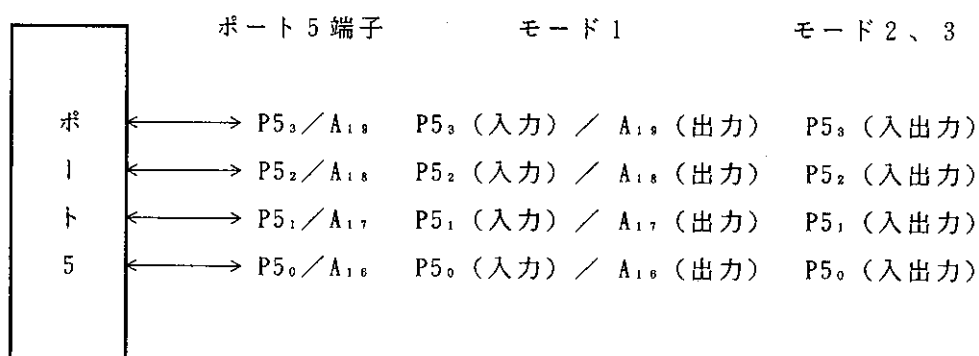 ポート5端子 モード1 モード2、3
ポ P5₃／A₁₉ P5₃（入力）／ A₁₉（出力） P5₃（入出力）
ー P5₂／A₁₈ P5₂（入力）／ A₁₈（出力） P5₂（入出力）
ト P5₁／A₁₇ P5₁（入力）／ A₁₇（出力） P5₁（入出力）
5 P5₀／A₁₆ P5₀（入力）／ A₁₆（出力） P5₀（入出力）